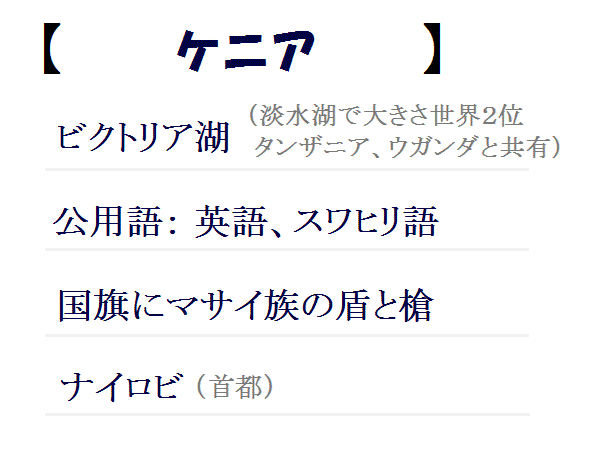 【 ケニア 】
ビクトリア湖 (淡水湖で大きさ世界2位
タンザニア、ウガンダと共有)
公用語: 英語、スワヒリ語
国旗にマサイ族の盾と槍
ナイロビ (首都)